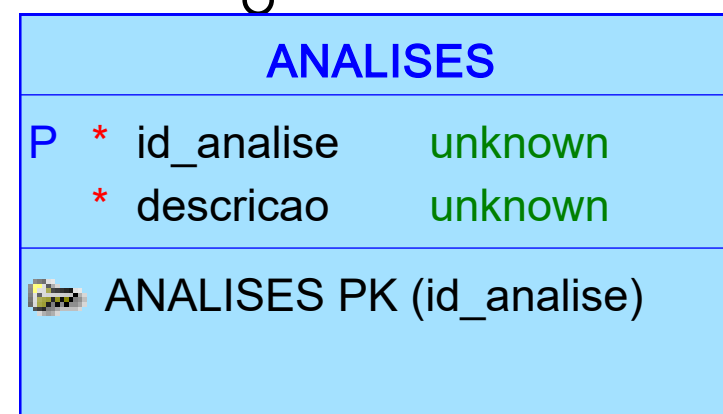 ANALISES
P * id_analise unknown
* descricao unknown
ANALISES PK (id_analise)